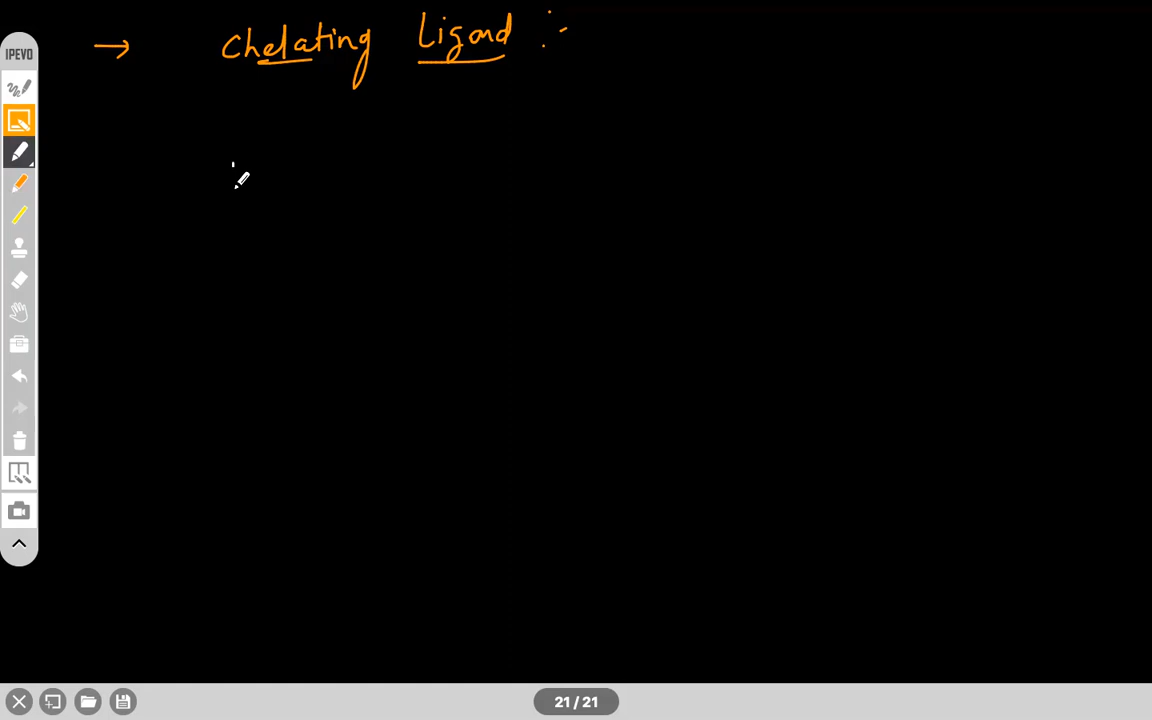 → Chelating Ligand :-
IPEVO
21 / 21